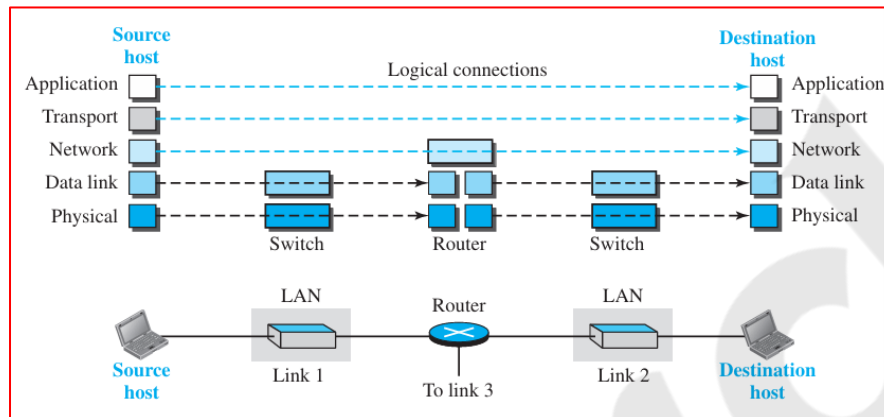 Source
host
Destination
host
Logical connections
Application
Application
Transport
Transport
Network
Network
Data link
Data link
Physical
Physical
Switch
Router
Switch
LAN
Router
LAN
Source
host
Link 1
To link 3
Link 2
Destination
host